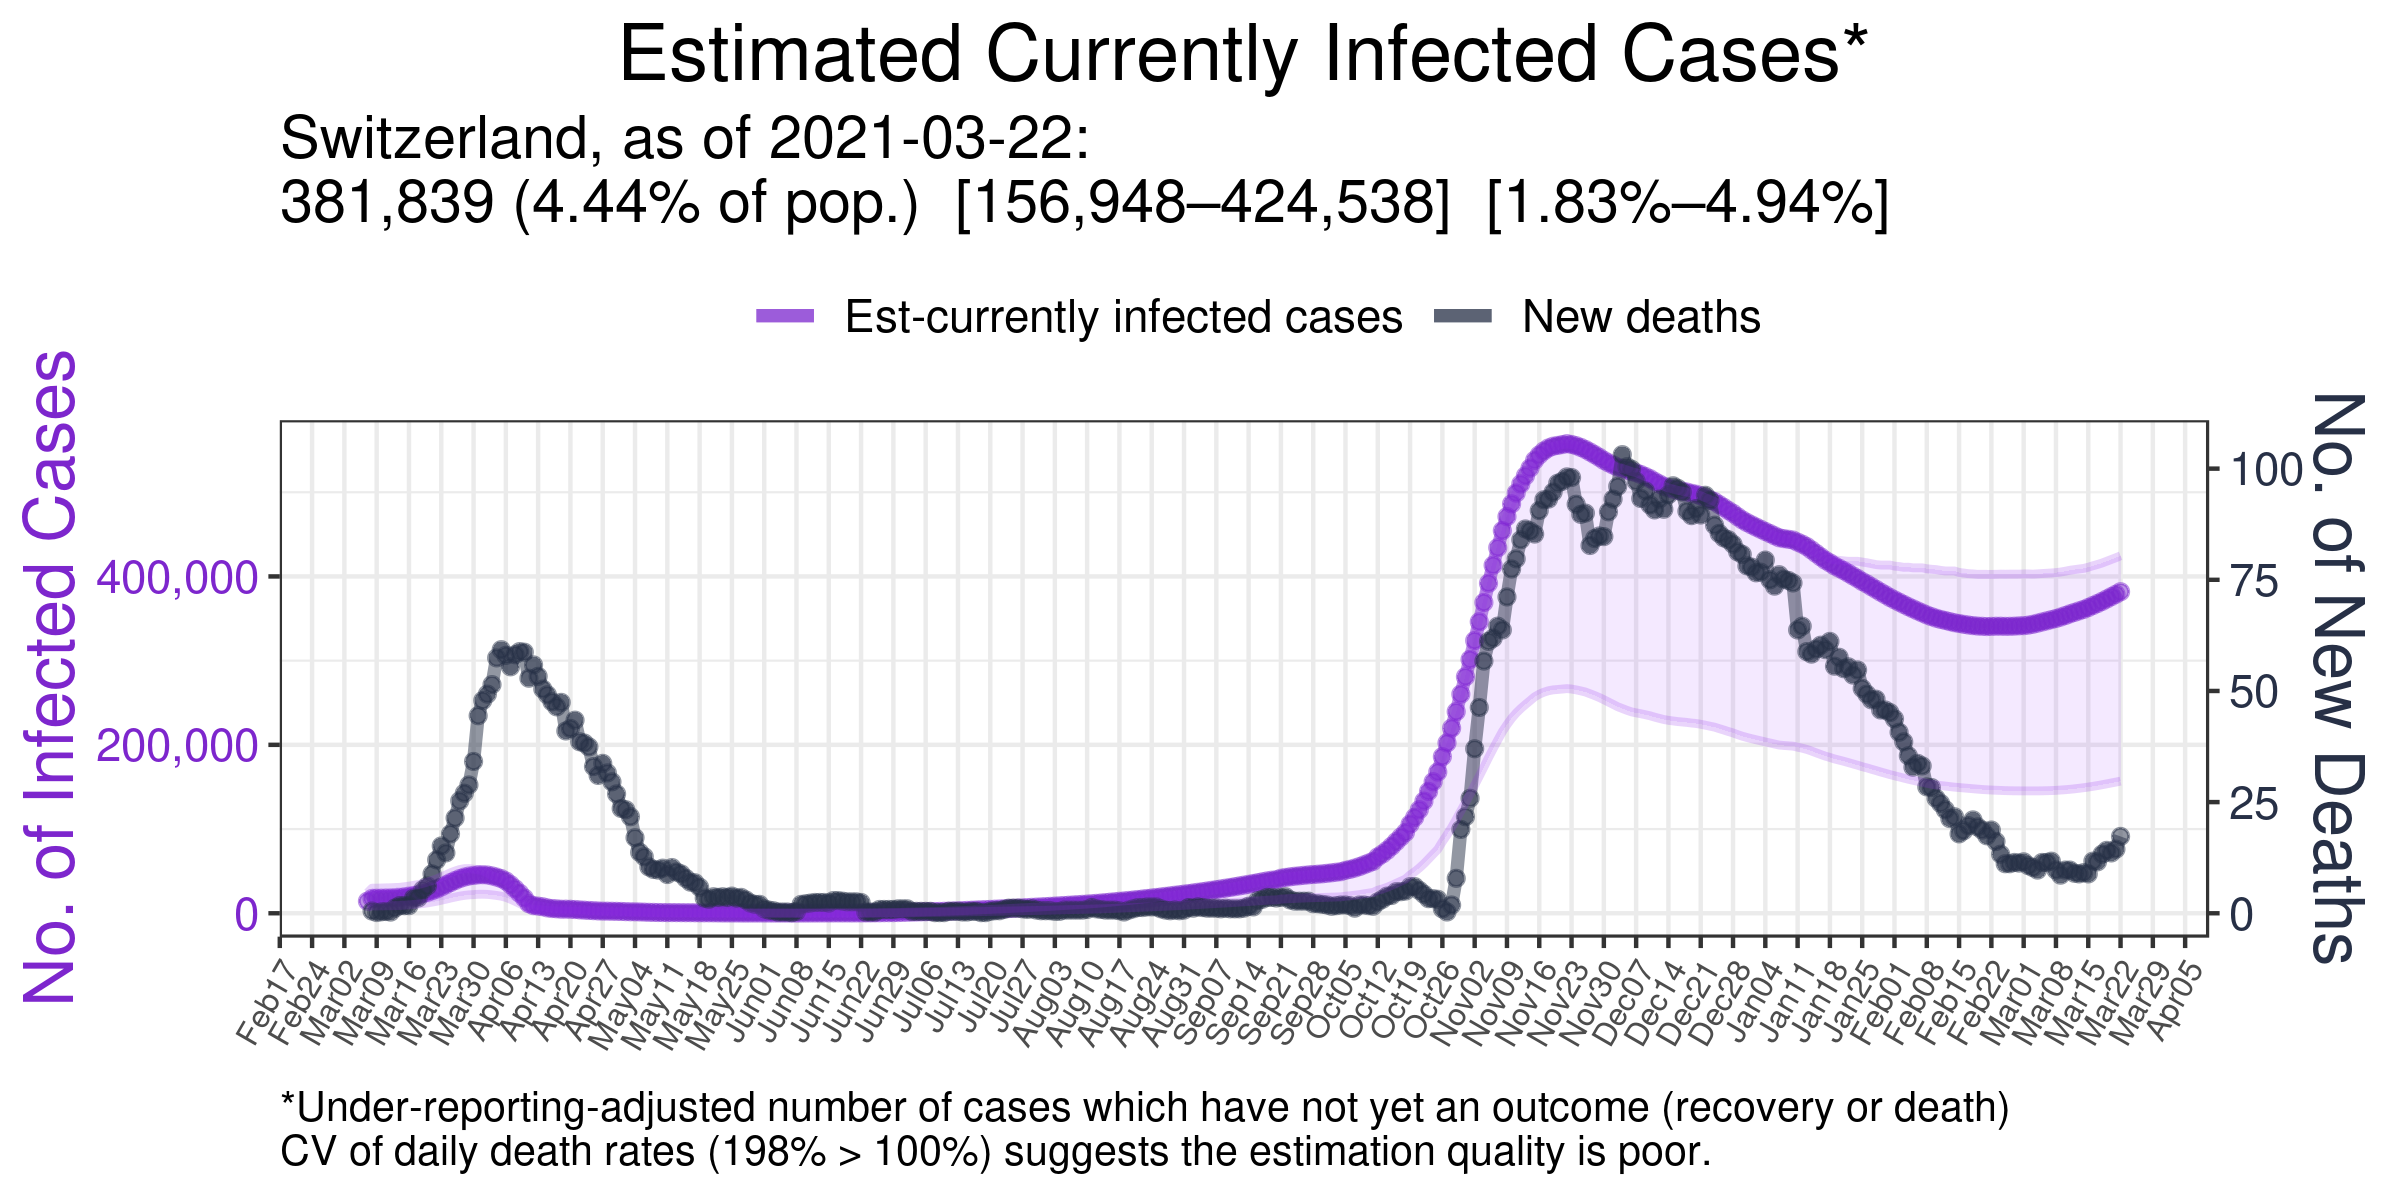 Estimated Currently Infected Cases*
Switzerland, as of 2021-03-22:
381,839 (4.44% of pop.) [156,948–424,538] [1.83%–4.94%]
Est-currently infected cases
New deaths
No. of Infected Cases
400,000
200,000
0
No. of New Deaths
100
75
50
25
0
Feb17
Feb24
Mar02
Mar09
Mar16
Mar23
Mar30
Apr06
Apr13
Apr20
Apr27
May04
May11
May18
May25
Jun01
Jun08
Jun15
Jun22
Jun29
Jul06
Jul13
Jul20
Jul27
Aug03
Aug10
Aug17
Aug24
Aug31
Sep07
Sep14
Sep21
Sep28
Oct05
Oct12
Oct19
Oct26
Nov02
Nov09
Nov16
Nov23
Nov30
Dec07
Dec14
Dec21
Dec28
Jan04
Jan11
Jan18
Jan25
Feb01
Feb08
Feb15
Feb22
Mar01
Mar08
Mar15
Mar22
Mar29
Apr05
*Under-reporting-adjusted number of cases which have not yet an outcome (recovery or death)
CV of daily death rates (198% > 100%) suggests the estimation quality is poor.